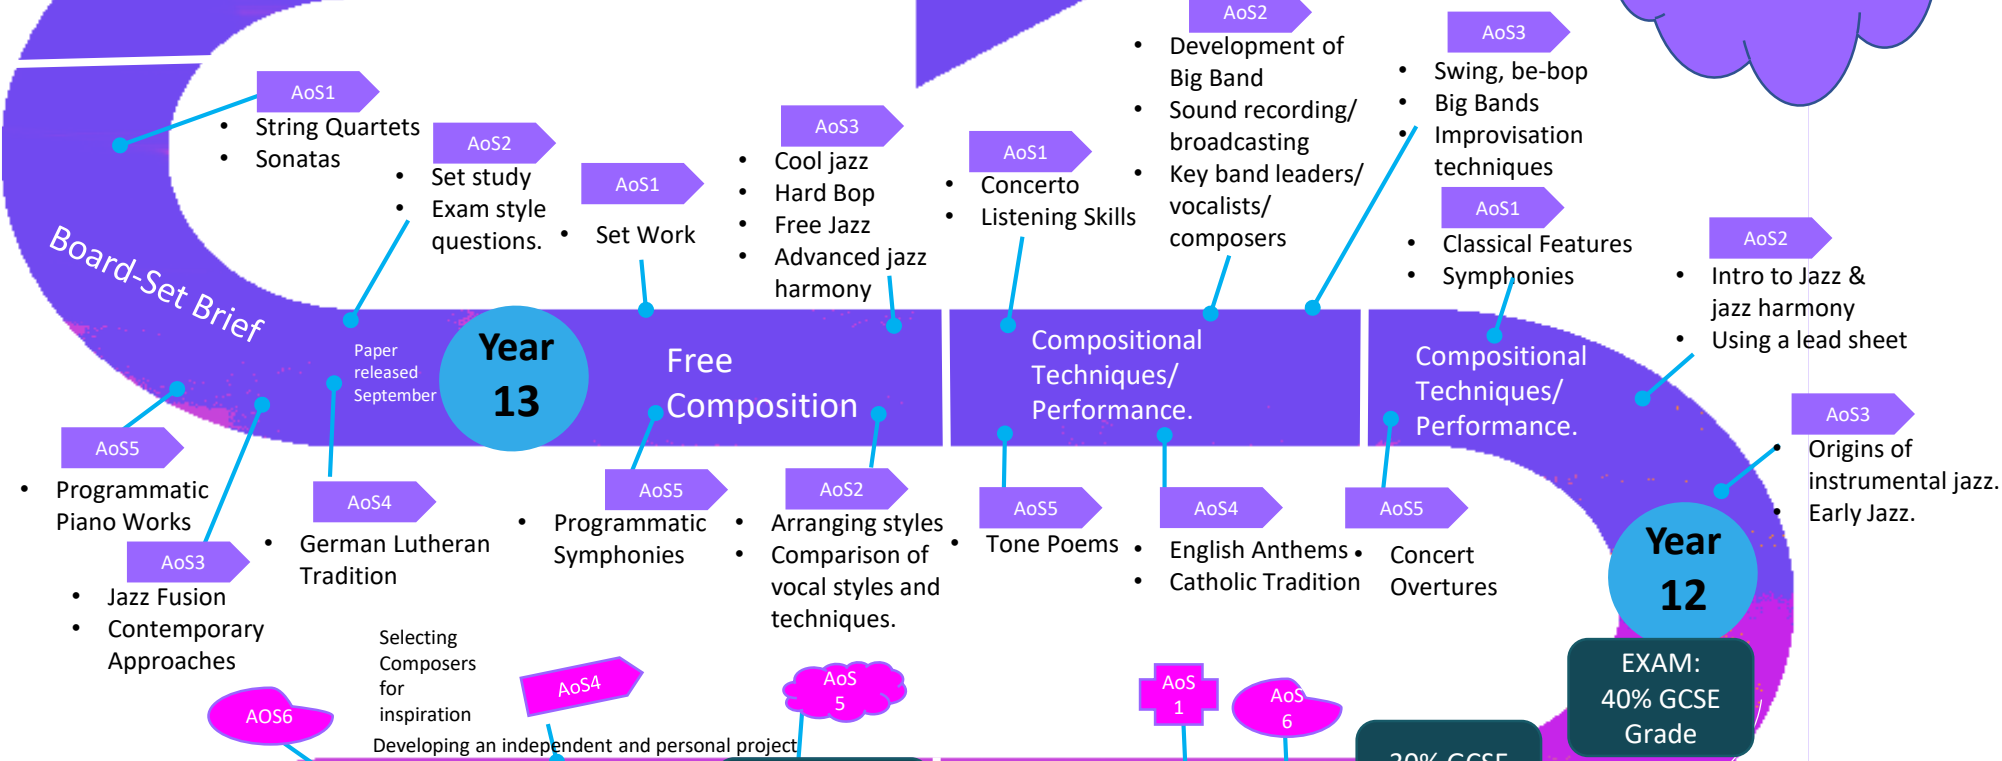 AoS1
• String Quartets
• Sonatas
AoS2
• Set study
• Exam style
questions.
AoS1
• Set Work
AoS3
• Cool jazz
• Hard Bop
• Free Jazz
• Advanced jazz
harmony
AoS1
• Concerto
• Listening Skills
AoS2
• Development of
Big Band
• Sound recording/
broadcasting
• Key band leaders/
vocalists/
composers
AoS3
• Swing, be-bop
• Big Bands
• Improvisation
techniques
AoS1
• Classical Features
• Symphonies
AoS2
• Intro to Jazz &
jazz harmony
• Using a lead sheet
AoS3
• Origins of
instrumental jazz.
• Early Jazz.
Board-Set Brief
Paper
released
September
Year
13
Free
Composition
Compositional
Techniques/
Performance.
Compositional
Techniques/
Performance.
Year
12
AoS5
• Programmatic
Piano Works
AoS3
• Jazz Fusion
• Contemporary
Approaches
AoS4
• German Lutheran
Tradition
AoS5
• Programmatic
Symphonies
AoS2
• Arranging styles
• Comparison of
vocal styles and
techniques.
AoS5
• Tone Poems
AoS4
• English Anthems
• Catholic Tradition
AoS5
• Concert
Overtures
EXAM:
40% GCSE
Grade
AOS6
Selecting
Composers
for
inspiration
Developing an independent and personal project
AoS4
AoS
5
AoS
1
AoS
6
GCSE